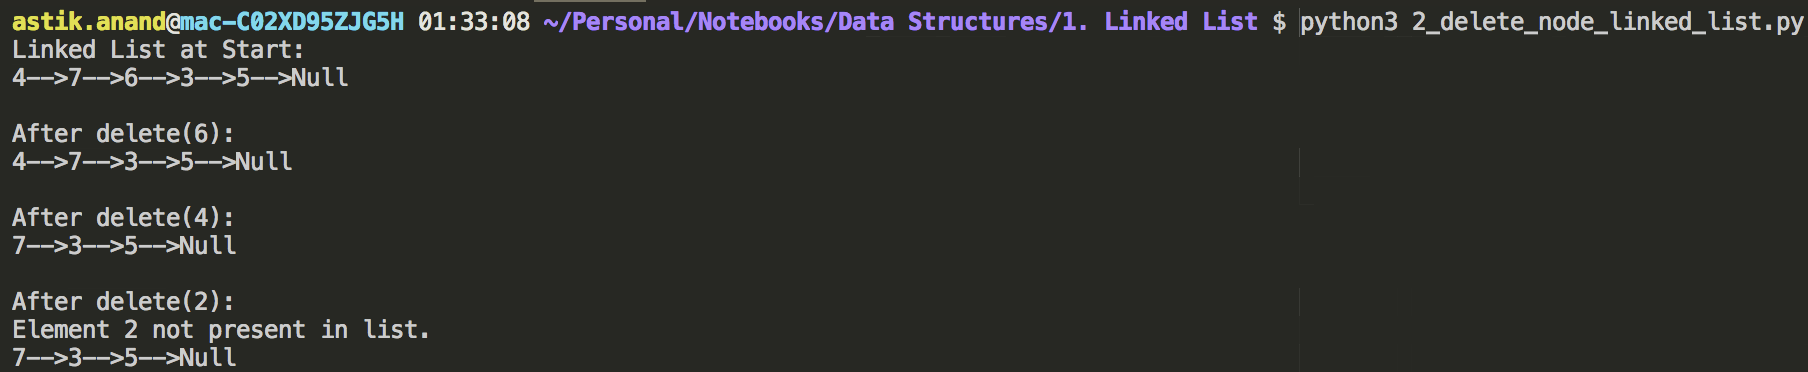 astik.anand@mac-C02XD95ZJG5H 01:33:08 ~/Personal/Notebooks/Data Structures/1. Linked List $ python3 2_delete_node_linked_list.py
Linked List at Start:
4-->7-->6-->3-->5-->Null
After delete(6):
4-->7-->3-->5-->Null
After delete(4):
7-->3-->5-->Null
After delete(2):
Element 2 not present in list.
7-->3-->5-->Null